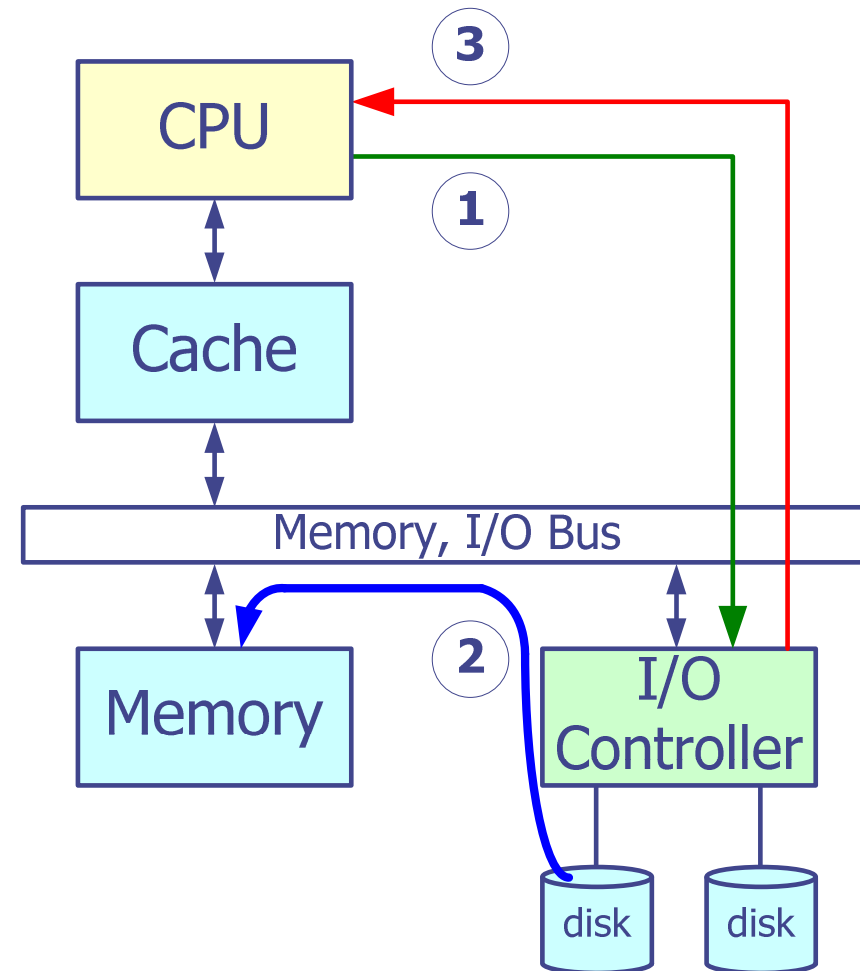 3
CPU
1
Cache
Memory, I/O Bus
2
Memory
I/O
Controller
disk
disk